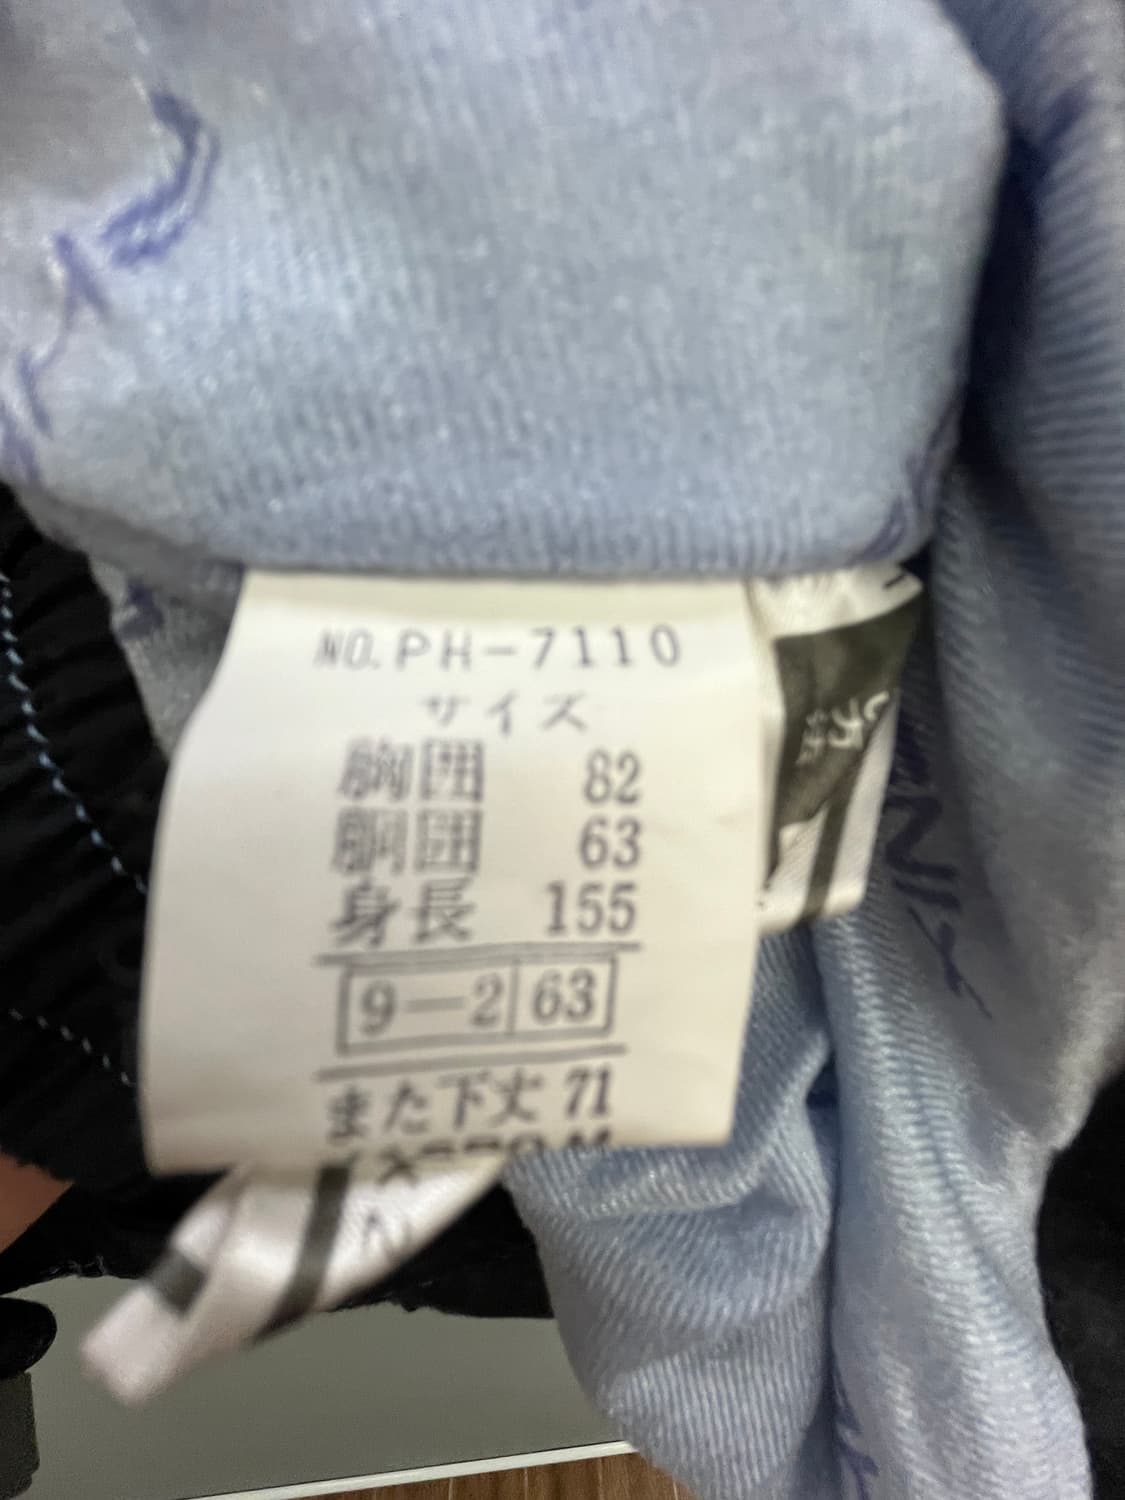 NO.PH-7110
サイズ
胸囲 82
胴囲 63
身長 155
9-2 63
また下丈 71